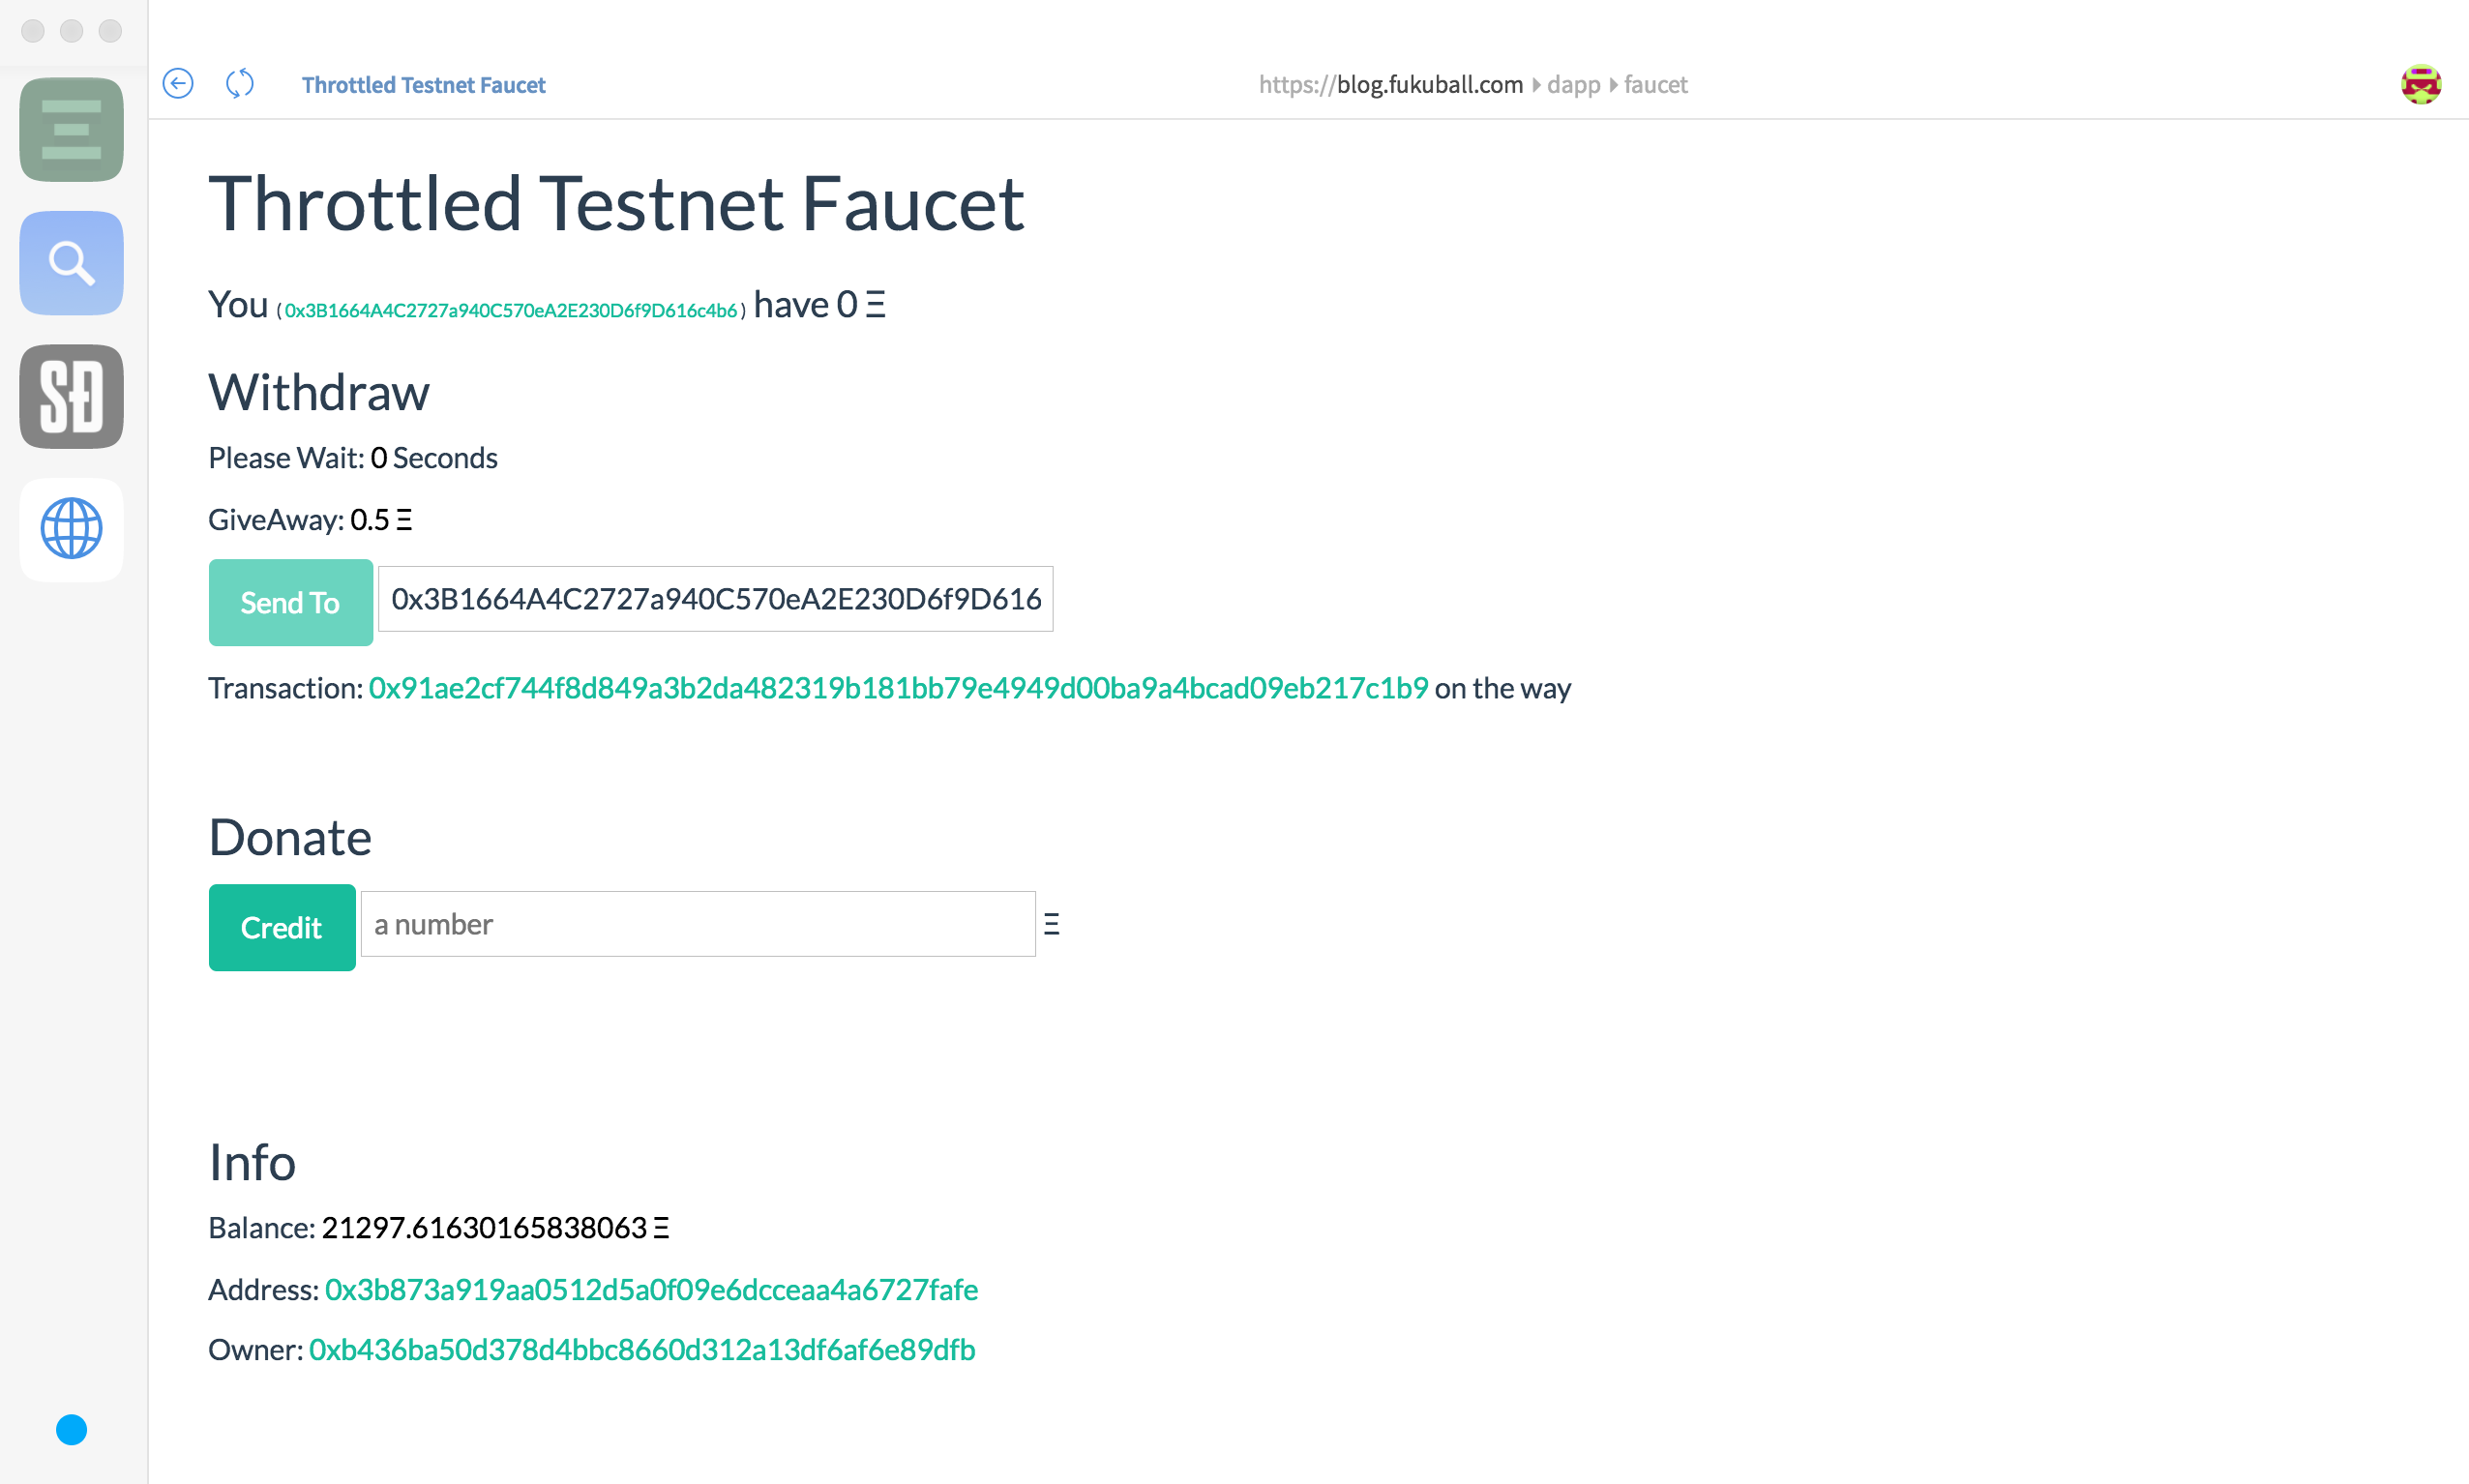 Throttled Testnet Faucet
https://blog.fukuball.com dapp faucet
Throttled Testnet Faucet
You (0x3B1664A4C2727a940C570eA2E230D6f9D616c4b6) have 0 Ξ
Withdraw
Please Wait: 0 Seconds
GiveAway: 0.5 Ξ
Send To 0x3B1664A4C2727a940C570eA2E230D6f9D616
Transaction: 0x91ae2cf744f8d849a3b2da482319b181bb79e4949d00ba9a4bcad09eb217c1b9 on the way
Donate
Credit a number Ξ
Info
Balance: 21297.61630165838063 Ξ
Address: 0x3b873a919aa0512d5a0f09e6dcceaa4a6727fafe
Owner: 0xb436ba50d378d4bbc8660d312a13df6af6e89dfb